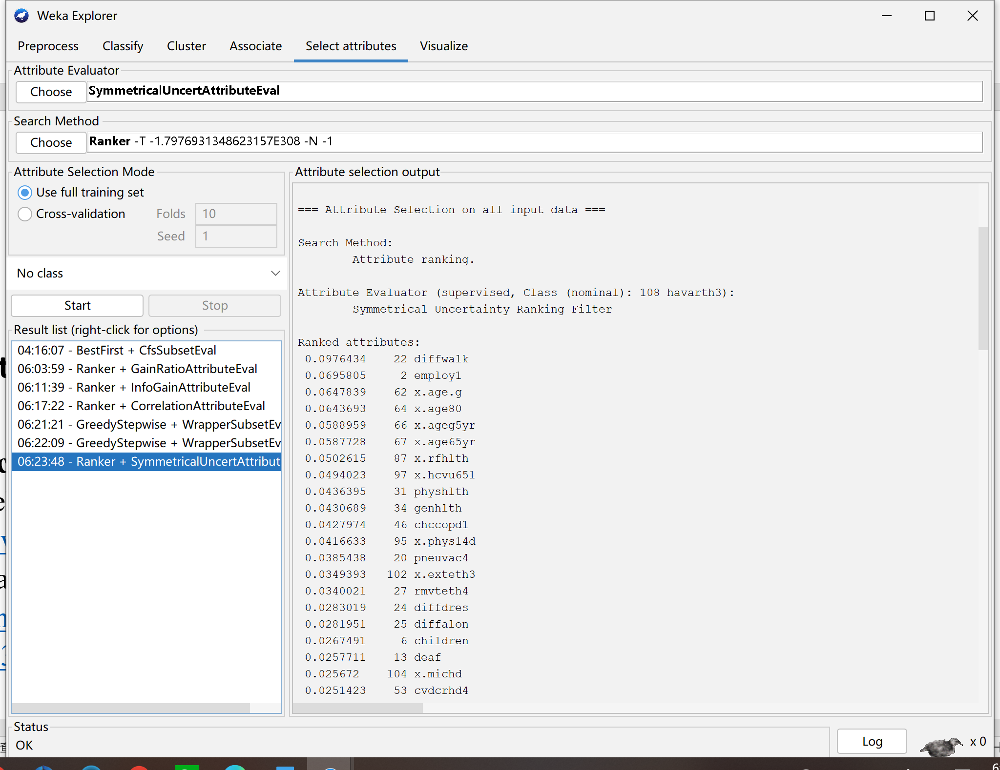 Weka Explorer
Preprocess Classify Cluster Associate Select attributes Visualize
Attribute Evaluator
Choose SymmetricalUncertAttributeEval
Search Method
Choose Ranker -T -1.7976931348623157E308 -N -1
Attribute Selection Mode
Use full training set
Cross-validation Folds 10
Seed 1
No class
Start Stop
Result list (right-click for options)
04:16:07 - BestFirst + CfsSubsetEval
06:03:59 - Ranker + GainRatioAttributeEval
06:11:39 - Ranker + InfoGainAttributeEval
06:17:22 - Ranker + CorrelationAttributeEval
06:21:21 - GreedyStepwise + WrapperSubsetEv
06:22:09 - GreedyStepwise + WrapperSubsetEv
06:23:48 - Ranker + SymmetricalUncertAttribut
Attribute selection output
=== Attribute Selection on all input data ===
Search Method:
Attribute ranking.
Attribute Evaluator (supervised, Class (nominal): 108 havarth3):
Symmetrical Uncertainty Ranking Filter
Ranked attributes:
0.0976434 22 diffwalk
0.0695805 2 employ1
0.0647839 62 x.age.g
0.0643693 64 x.age80
0.0588959 66 x.ageg5yr
0.0587728 67 x.age65yr
0.0502615 87 x.rfhlth
0.0494023 97 x.hcvu651
0.0436395 31 physhlth
0.0430689 34 genhlth
0.0427974 46 chccopd1
0.0416633 95 x.phys14d
0.0385438 20 pneuvac4
0.0349393 102 x.exteth3
0.0340021 27 rmvteth4
0.0283019 24 diffdres
0.0281951 25 diffalon
0.0267491 6 children
0.0257711 13 deaf
0.025672 104 x.michd
0.0251423 53 cvdcrhd4
Status
OK
Log
x 0